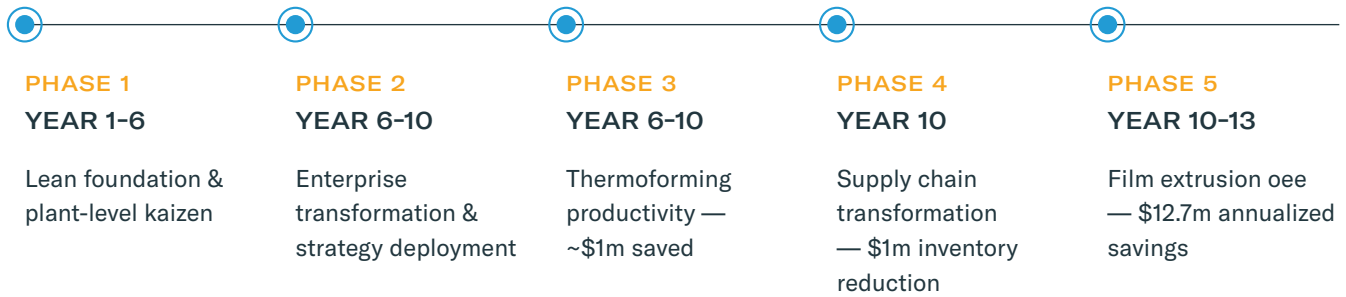 PHASE 1
YEAR 1-6
Lean foundation &
plant-level kaizen
PHASE 2
YEAR 6-10
Enterprise
transformation &
strategy deployment
PHASE 3
YEAR 6-10
Thermoforming
productivity —
~$1m saved
PHASE 4
YEAR 10
Supply chain
transformation
— $1m inventory
reduction
PHASE 5
YEAR 10-13
Film extrusion oee
— $12.7m annualized
savings